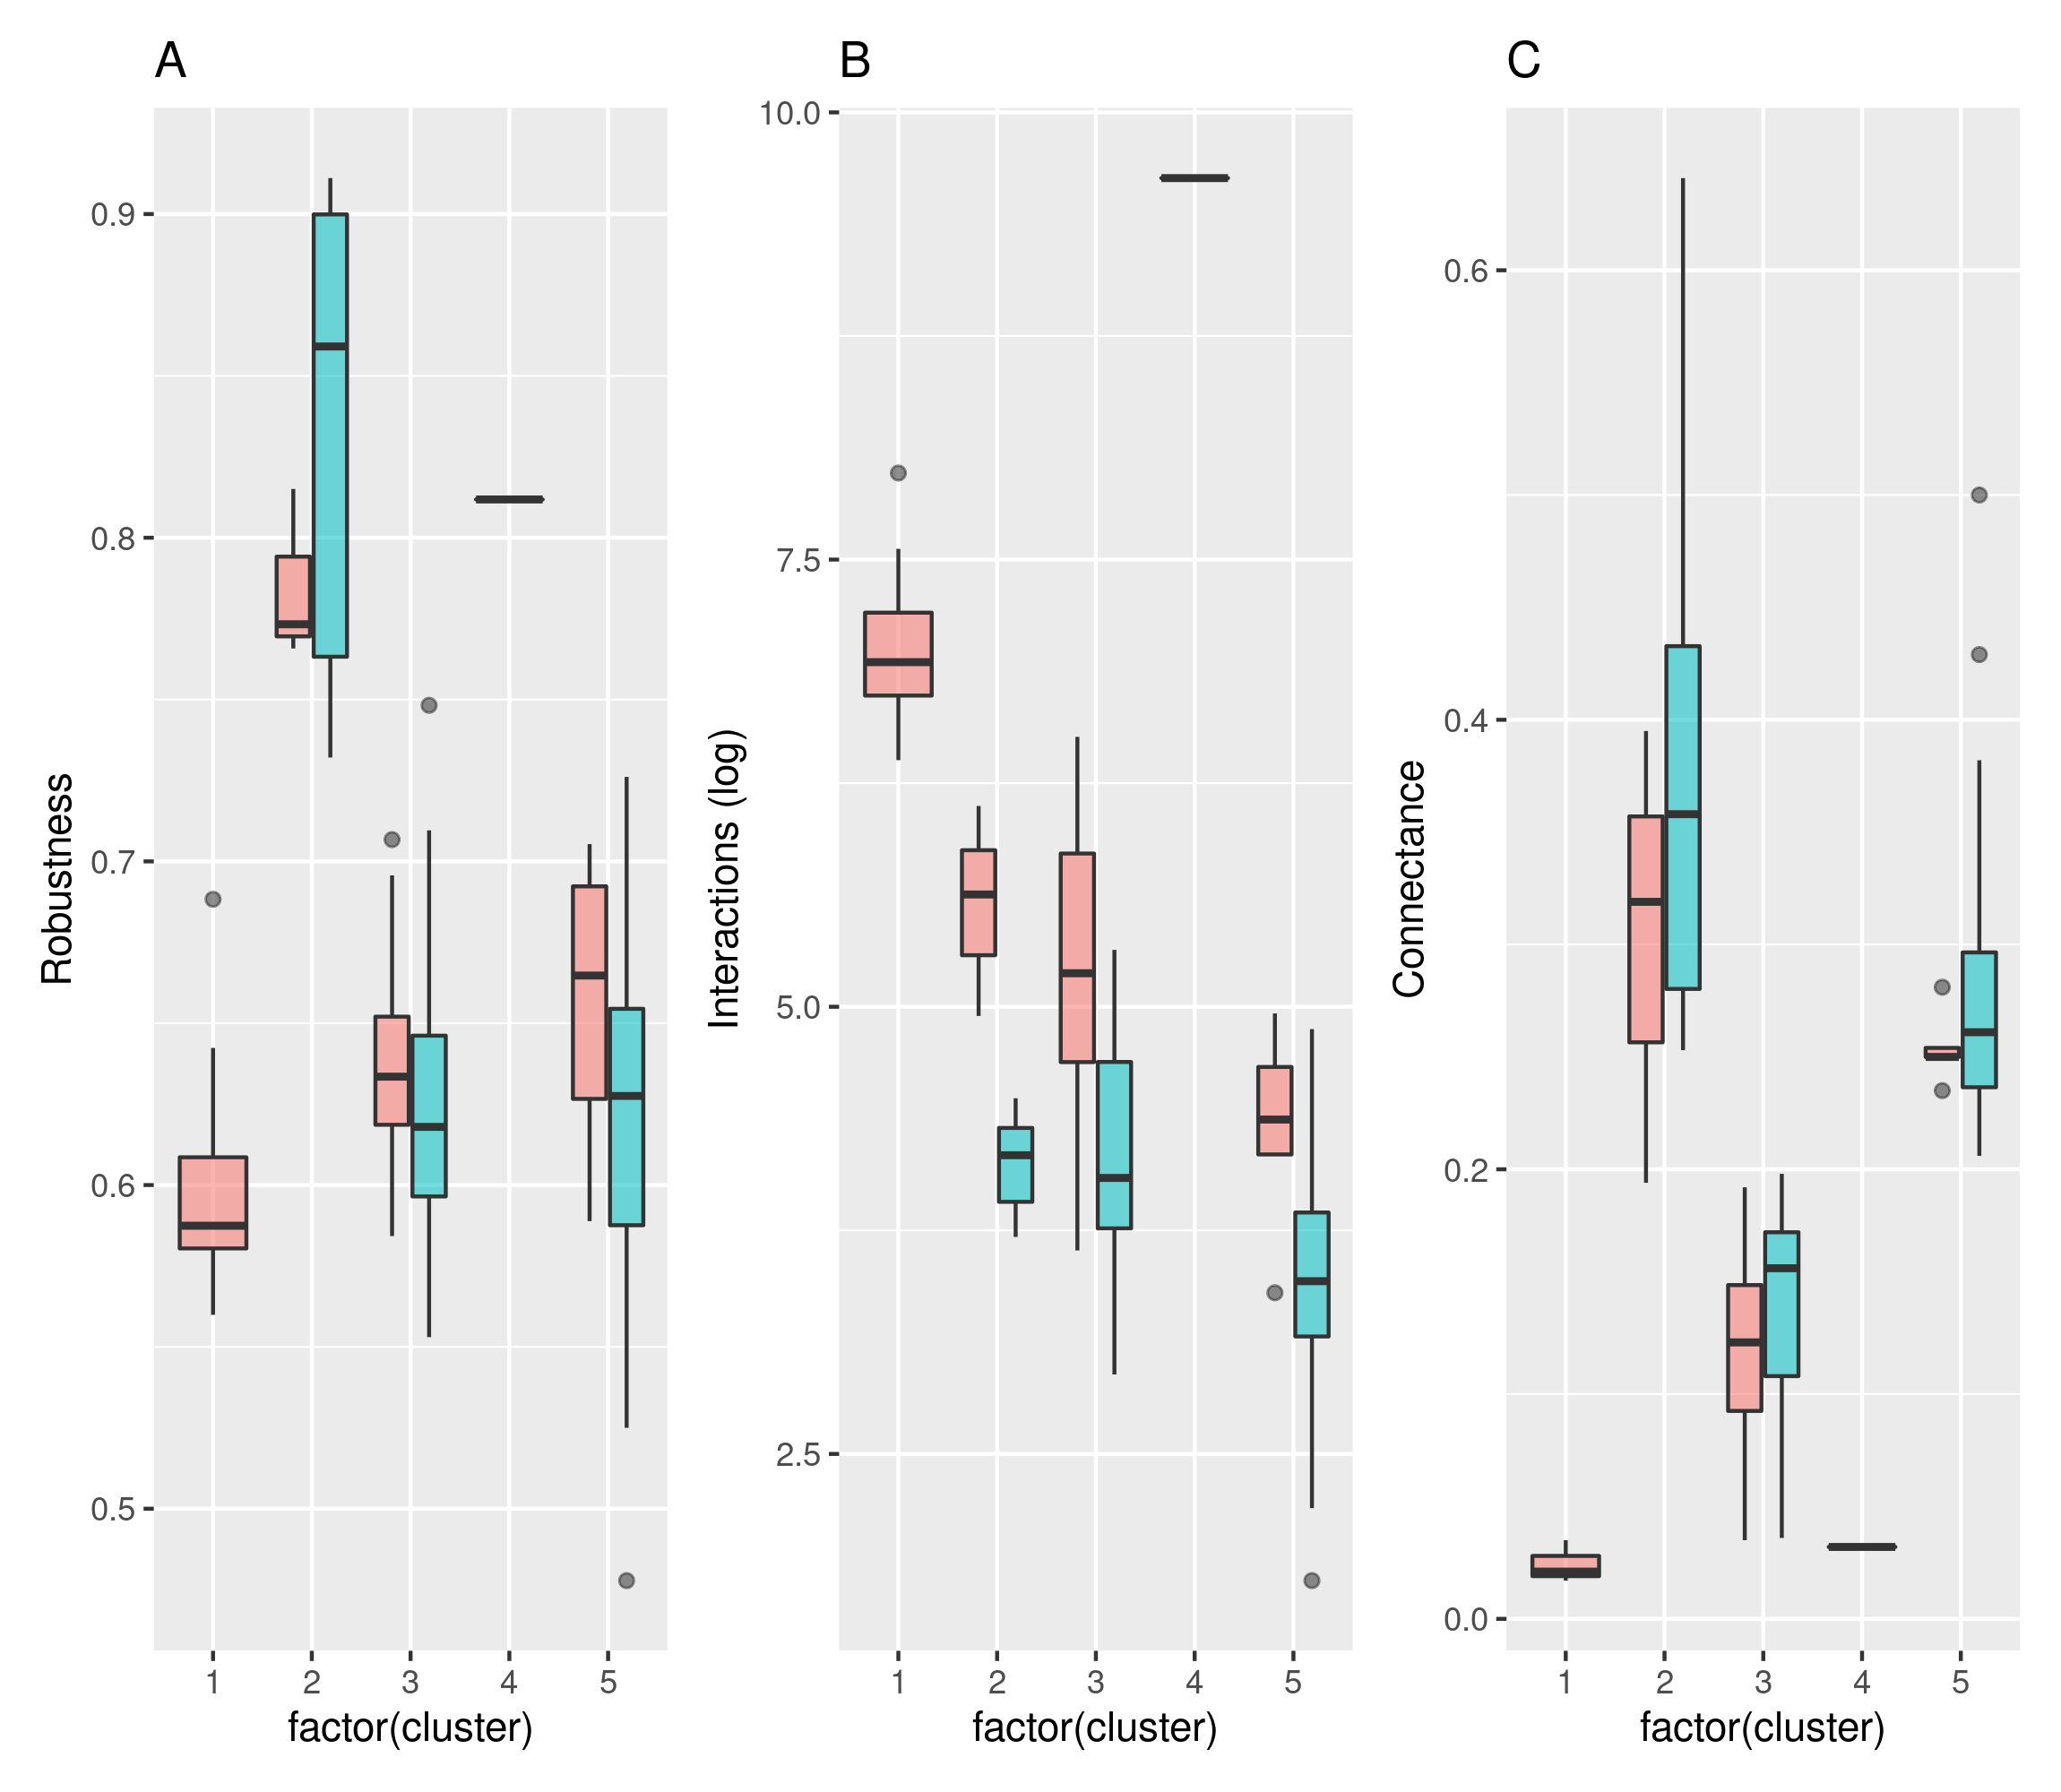 A
B
C
Robustness
0.9
0.8
0.7
0.6
0.5
1 2 3 4 5
factor(cluster)
Interactions (log)
10.0
7.5
5.0
2.5
1 2 3 4 5
factor(cluster)
Connectance
0.6
0.4
0.2
0.0
1 2 3 4 5
factor(cluster)